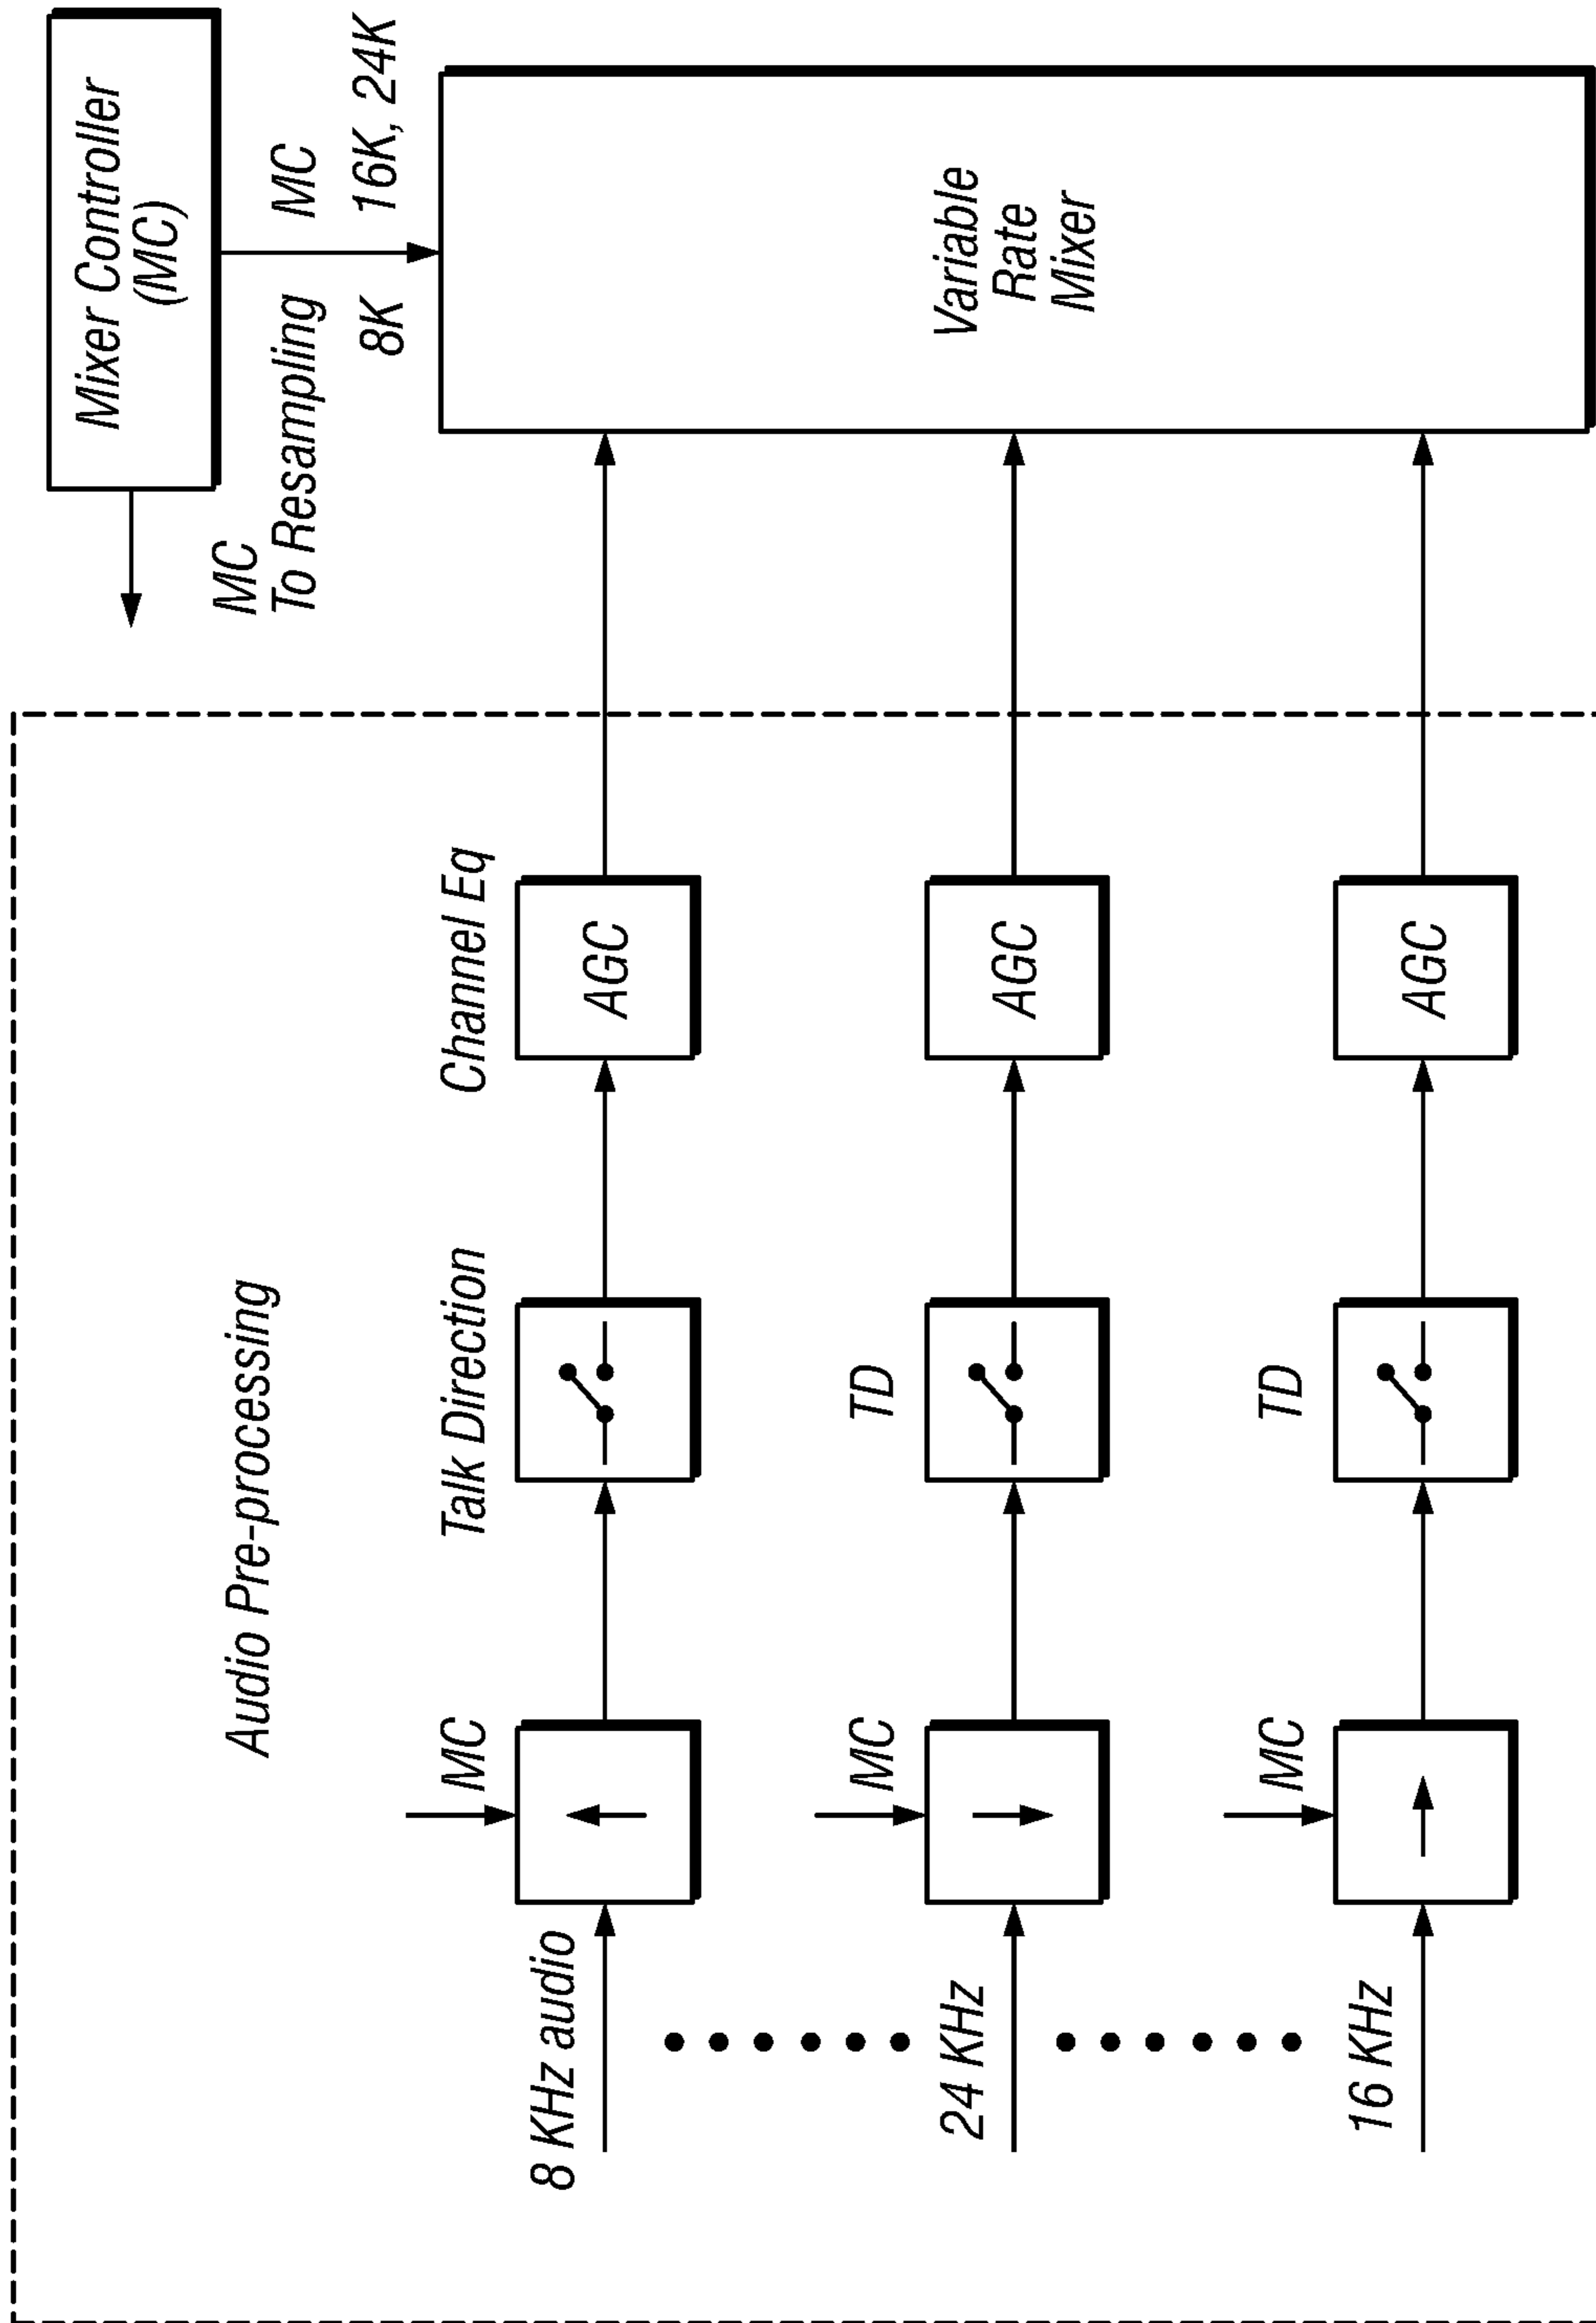 Mixer Controller
(MC)
MC
To Resampling
MC
8K
16K, 24K
Audio Pre-processing
MC
Talk Direction
Channel Eq
8 KHz audio
AGC
Variable
Rate
Mixer
MC
TD
24 KHz
AGC
MC
TD
16 KHz
AGC